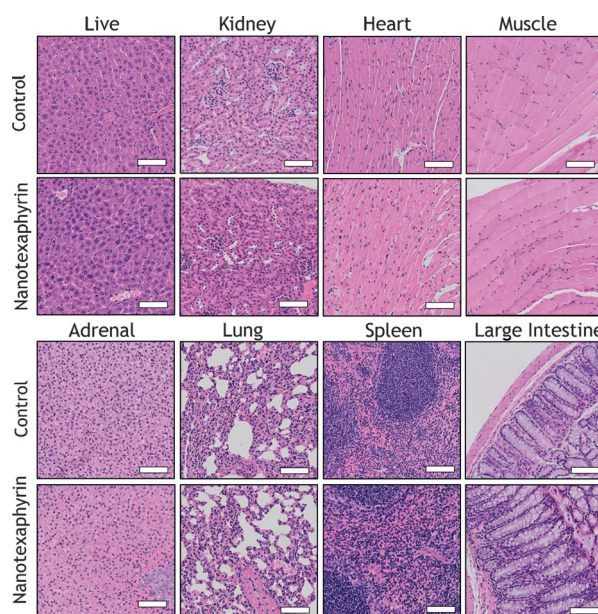 Live Kidney Heart Muscle
Control
Nanotexaphyrin
Adrenal Lung Spleen Large Intestine
Control
Nanotexaphyrin